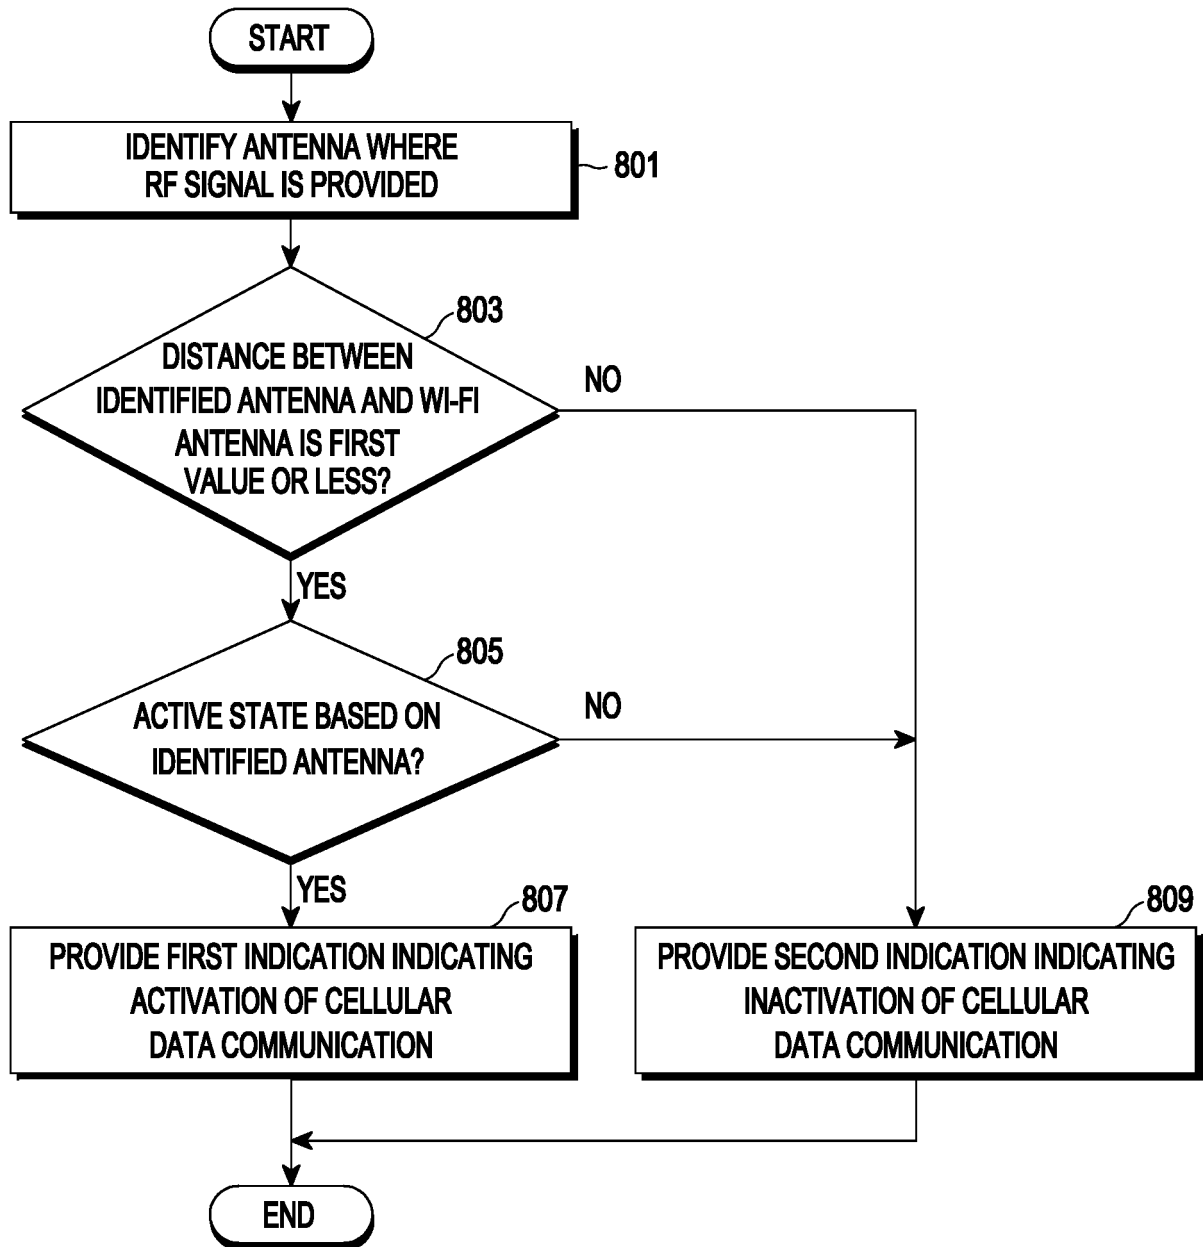 START
IDENTIFY ANTENNA WHERE
RF SIGNAL IS PROVIDED
801
803
DISTANCE BETWEEN
IDENTIFIED ANTENNA AND WI-FI
ANTENNA IS FIRST
VALUE OR LESS?
NO
YES
805
ACTIVE STATE BASED ON
IDENTIFIED ANTENNA?
NO
YES
807
PROVIDE FIRST INDICATION INDICATING
ACTIVATION OF CELLULAR
DATA COMMUNICATION
809
PROVIDE SECOND INDICATION INDICATING
INACTIVATION OF CELLULAR
DATA COMMUNICATION
END